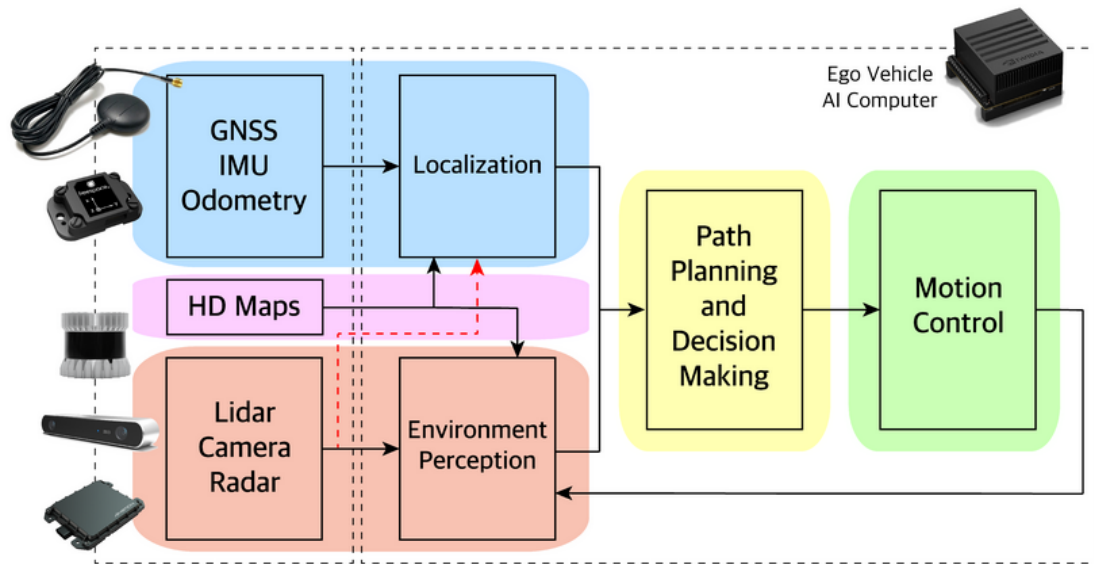 Ego Vehicle
AI Computer
GNSS
IMU
Odometry
Localization
HD Maps
Lidar
Camera
Radar
Environment
Perception
Path
Planning
and
Decision
Making
Motion
Control